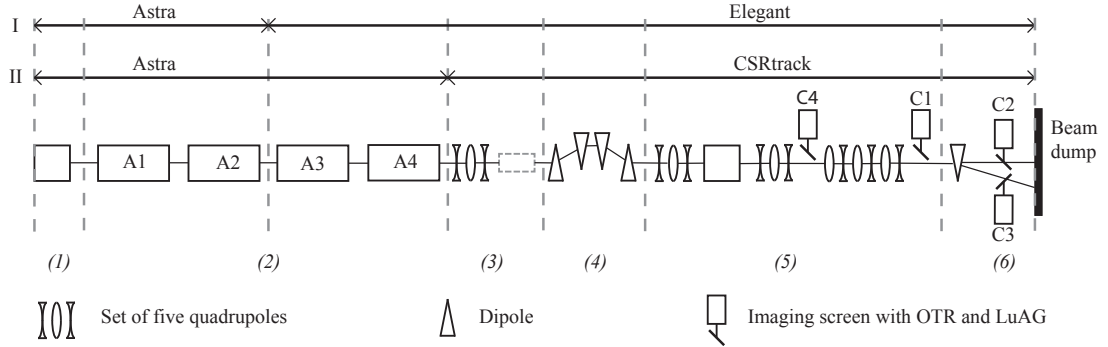 Astra Elegant
I
Astra CSRtrack
II
C4 C1 C2
Beam
dump
A1 A2 A3 A4
C3
(1) (2) (3) (4) (5) (6)
Set of five quadrupoles Dipole Imaging screen with OTR and LuAG